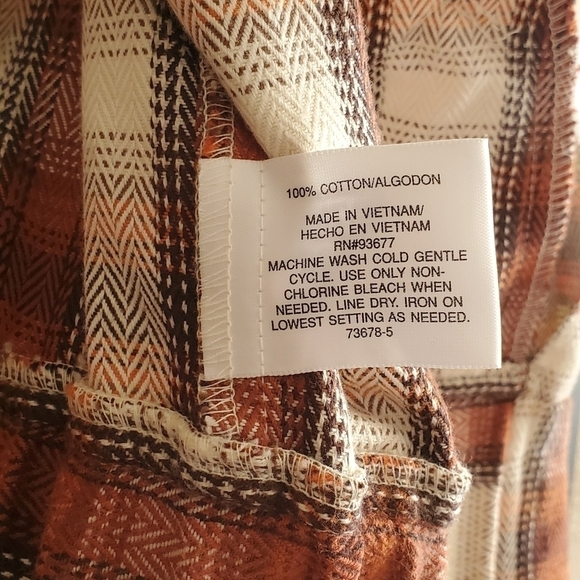 100% COTTON/ALGODON
MADE IN VIETNAM/
HECHO EN VIETNAM
RN#93677
MACHINE WASH COLD GENTLE
CYCLE. USE ONLY NON-
CHLORINE BLEACH WHEN
NEEDED. LINE DRY. IRON ON
LOWEST SETTING AS NEEDED.
73678-5